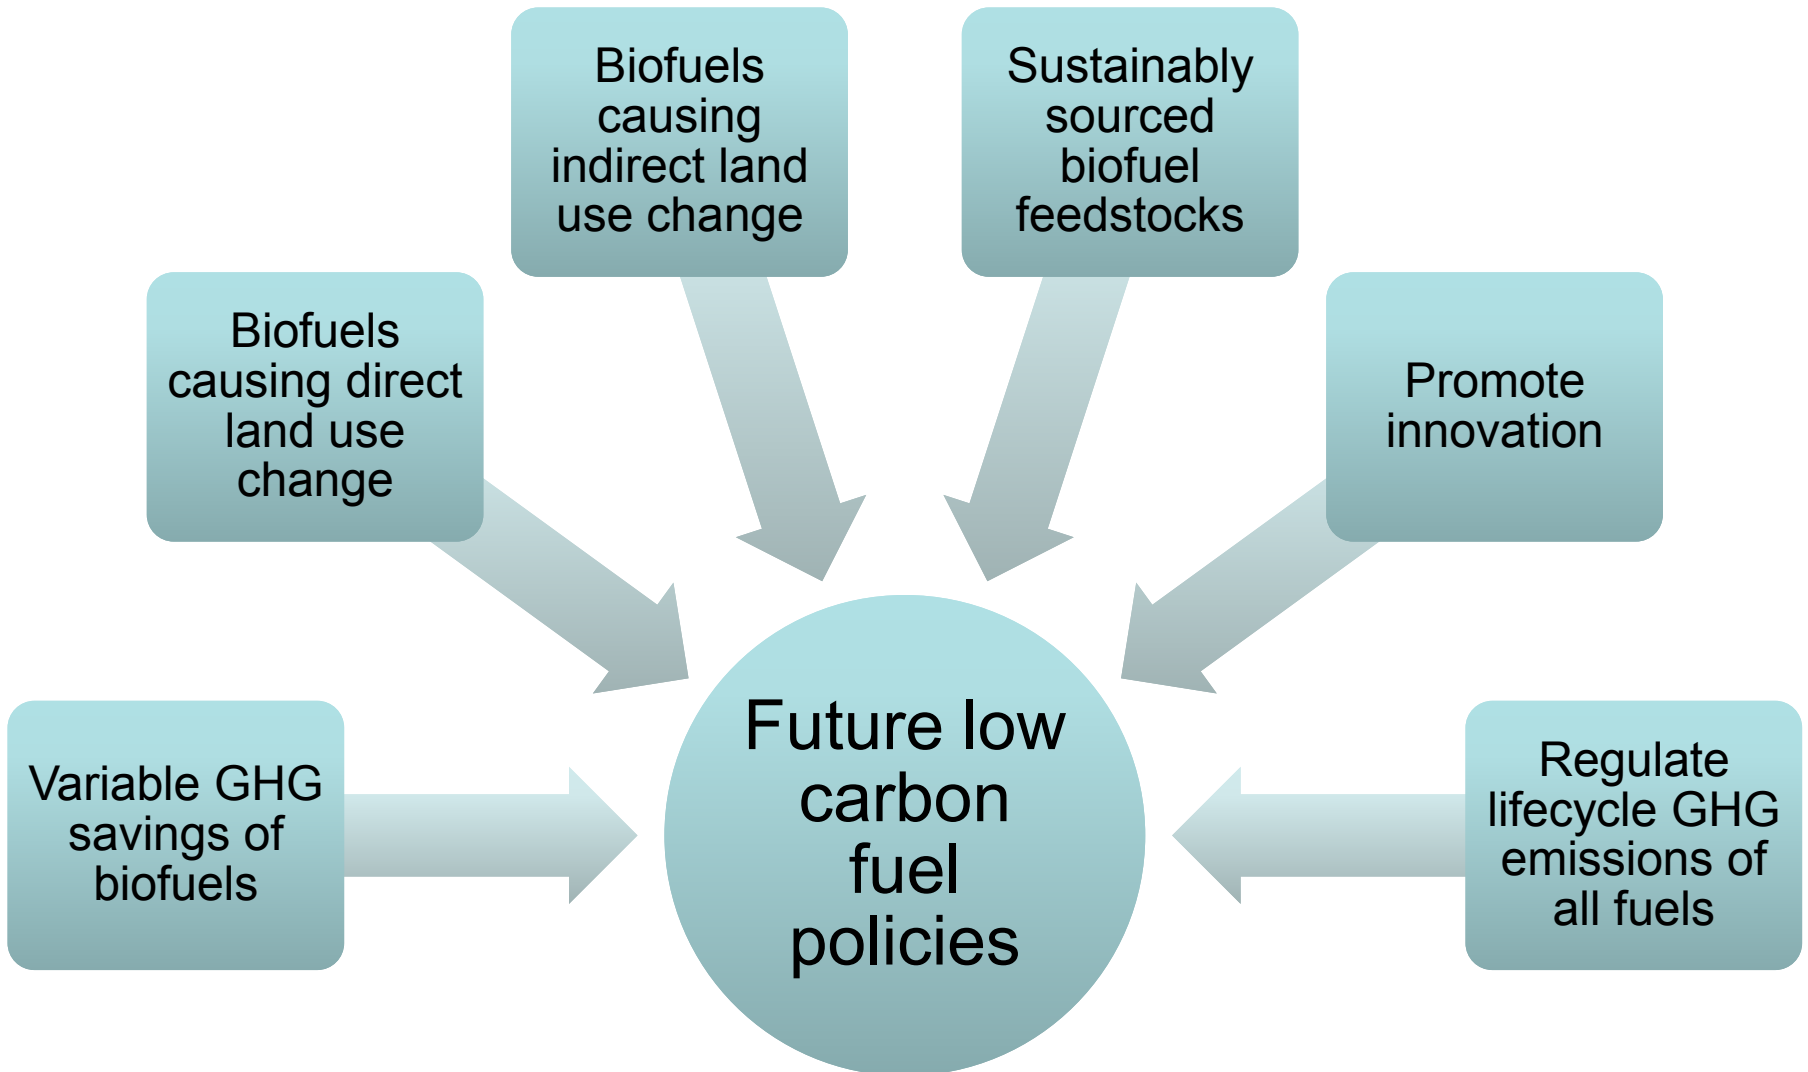 Biofuels
causing
indirect land
use change
Sustainably
sourced
biofuel
feedstocks
Biofuels
causing direct
land use
change
Promote
innovation
Variable GHG
savings of
biofuels
Future low
carbon
fuel
policies
Regulate
lifecycle GHG
emissions of
all fuels